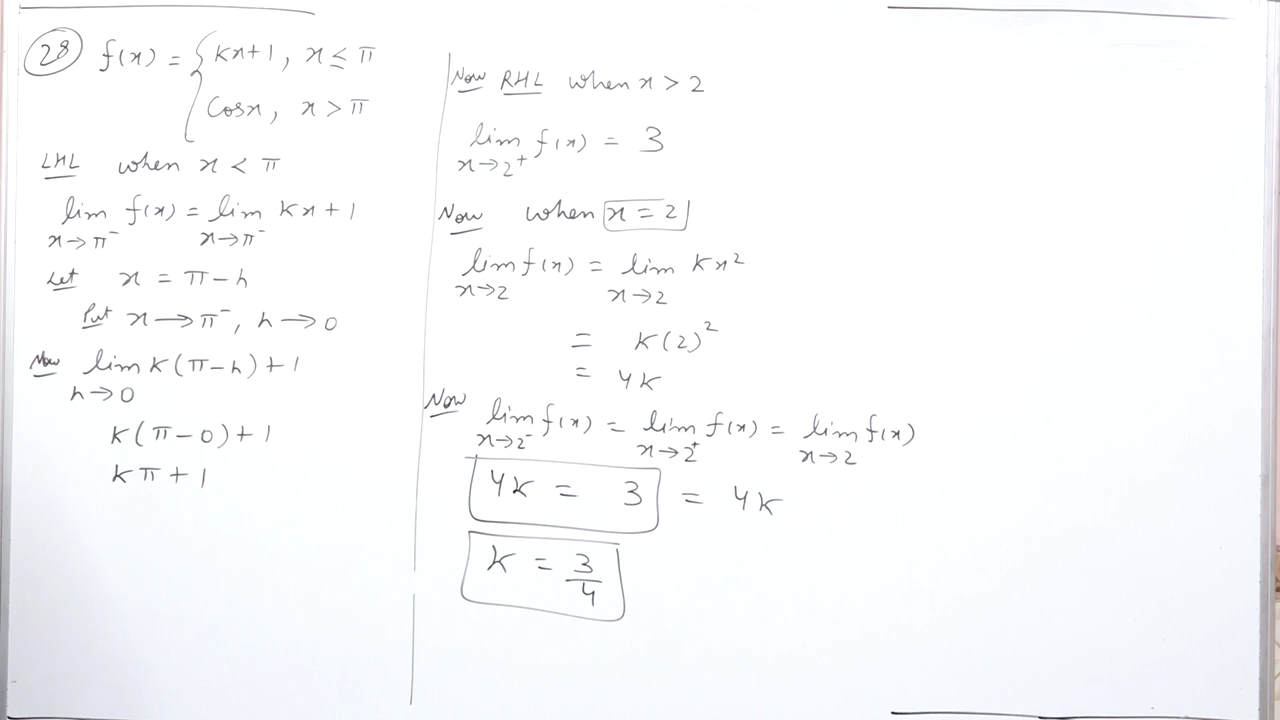 28 f(x) = { kx+1, x ≤ π
cosx, x > π
LHL when x < π
lim f(x) = lim kx+1
x→π⁻ x→π⁻
Let x = π-h
Put x→π⁻, h→0
Now lim k(π-h)+1
h→0
k(π-0)+1
kπ+1
Now RHL when x > 2
lim f(x) = 3
x→2⁺
Now when x = 2
lim f(x) = lim kx²
x→2 x→2
= k(2)²
= 4k
Now lim f(x) = lim f(x) = lim f(x)
x→2⁻ x→2⁺ x→2
4k = 3 = 4k
k = 3/4